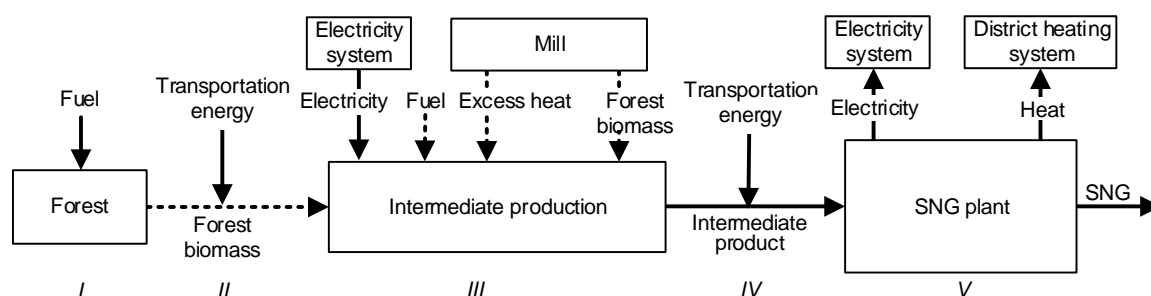 Electricity
system
Mill
Electricity
system
District heating
system
Fuel
Transportation
energy
Electricity
Fuel
Excess heat
Forest
biomass
Transportation
energy
Electricity
Heat
Forest
Forest
biomass
Intermediate production
Intermediate
product
SNG plant
SNG
I
II
III
IV
V